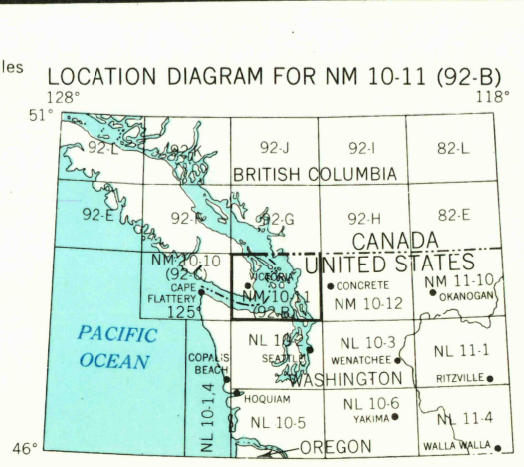 les
LOCATION DIAGRAM FOR NM 10-11 (92-B)
128° 118°
51°
92-L 92-K 92-J 92-I 82-L
BRITISH COLUMBIA
92-E 92-F 92-G 92-H 82-E
CANADA
UNITED STATES
NM 10-10
(92-C)
CAPE
FLATTERY
125°
VICTORIA
NM 10-11
(92-B)
CONCRETE
NM 10-12
NM 11-10
OKANOGAN
PACIFIC
OCEAN
COPALIS
BEACH
NL 10-2
SEATTLE
NL 10-3
WENATCHEE
NL 11-1
WASHINGTON
RITZVILLE
NL 10-1,4
HOQUIAM
NL 10-5
NL 10-6
YAKIMA
NL 11-4
WALLA WALLA
46°
OREGON